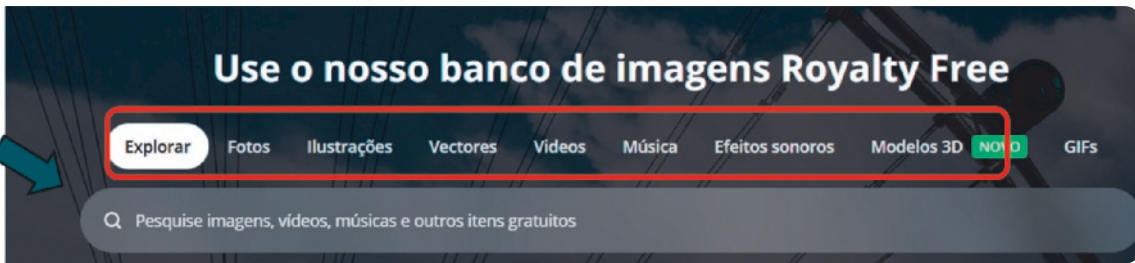 Use o nosso banco de imagens Royalty Free
Explorar Fotos Ilustrações Vectores Videos Música Efeitos sonoros Modelos 3D NOVO GIFs
Pesquise imagens, vídeos, músicas e outros itens gratuitos